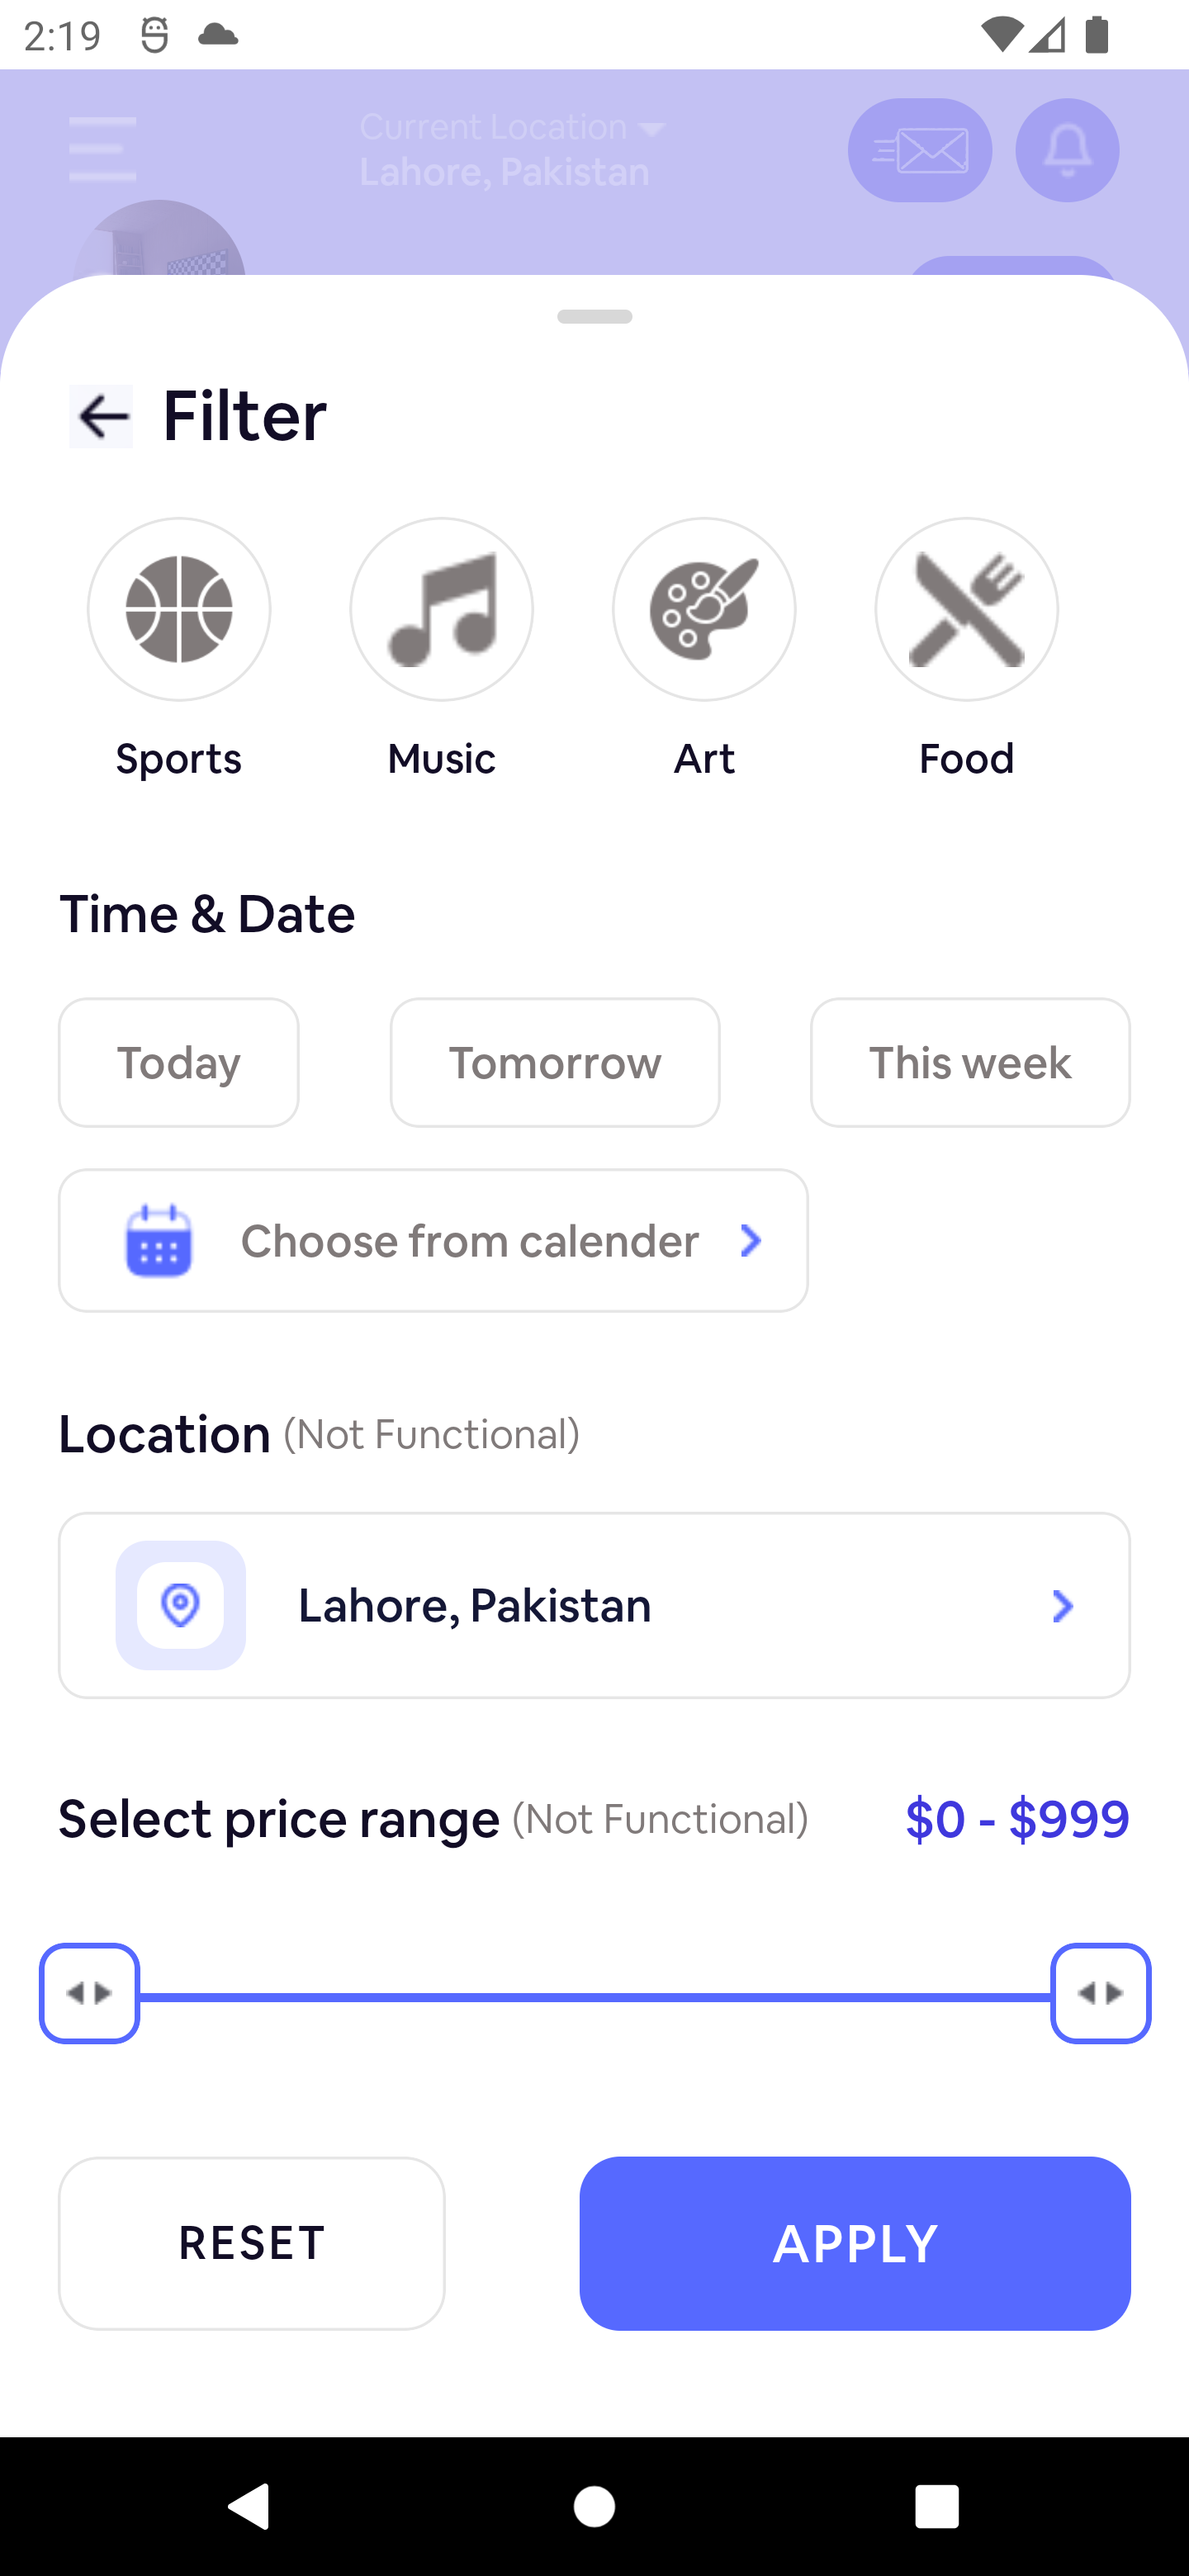 2:19
Current Location
Lahore, Pakistan
Filter
Sports Music Art Food
Time & Date
Today Tomorrow This week
Choose from calender
Location (Not Functional)
Lahore, Pakistan
Select price range (Not Functional) $0 - $999
RESET APPLY